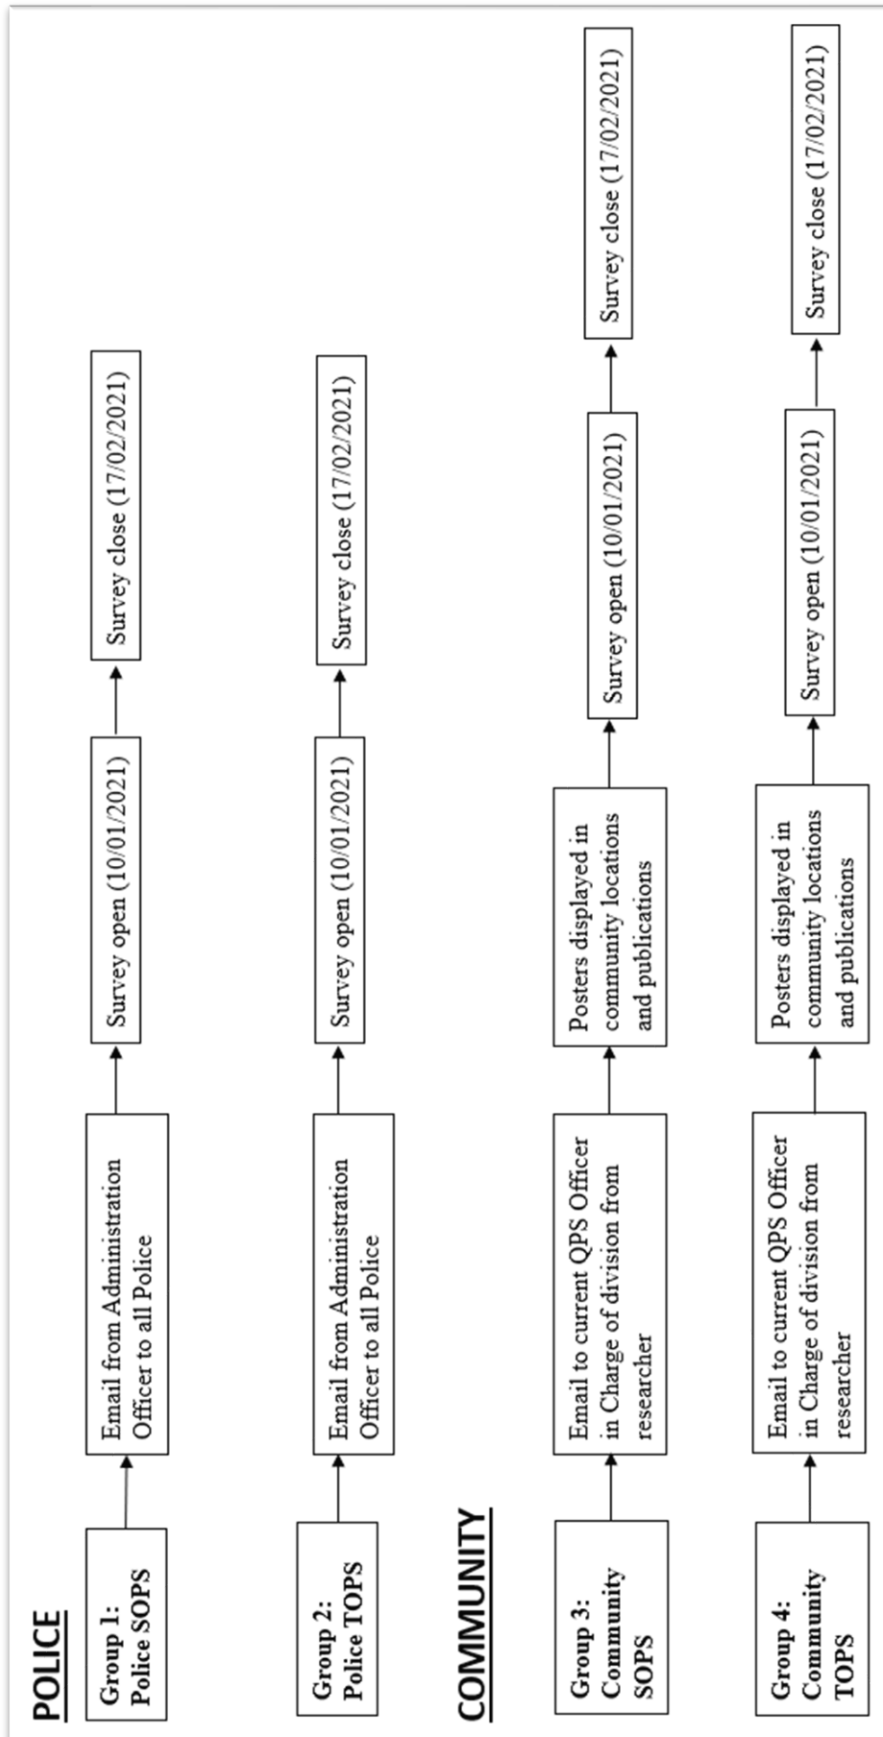 POLICE
Group 1:
Police SOPS
Email from Administration
Officer to all Police
Survey open (10/01/2021)
Survey close (17/02/2021)
Group 2:
Police TOPS
Email from Administration
Officer to all Police
Survey open (10/01/2021)
Survey close (17/02/2021)
COMMUNITY
Group 3:
Community
SOPS
Email to current QPS Officer
in Charge of division from
researcher
Posters displayed in
community locations
and publications
Survey open (10/01/2021)
Survey close (17/02/2021)
Group 4:
Community
TOPS
Email to current QPS Officer
in Charge of division from
researcher
Posters displayed in
community locations
and publications
Survey open (10/01/2021)
Survey close (17/02/2021)